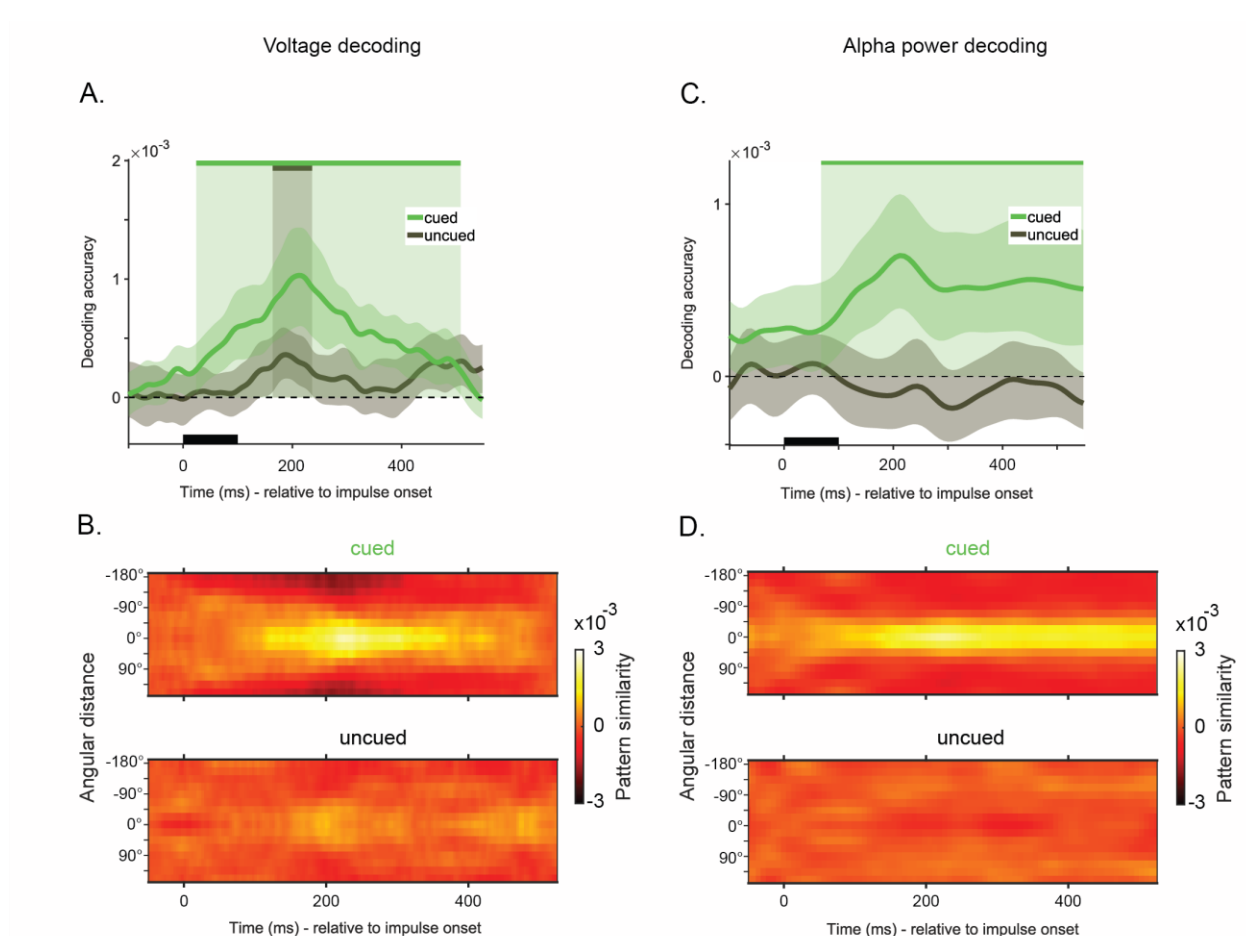 Voltage decoding
A.
×10⁻³
2
1
0
Decoding accuracy
cued
uncued
0 200 400
Time (ms) - relative to impulse onset
Alpha power decoding
C.
×10⁻³
1
0
Decoding accuracy
cued
uncued
0 200 400
Time (ms) - relative to impulse onset
B.
cued
-180°
-90°
0°
90°
uncued
-180°
-90°
0°
90°
Angular distance
0 200 400
Time (ms) - relative to impulse onset
x10⁻³
3
0
-3
Pattern similarity
D.
cued
-180°
-90°
0°
90°
uncued
-180°
-90°
0°
90°
Angular distance
0 200 400
Time (ms) - relative to impulse onset
x10⁻³
3
0
-3
Pattern similarity